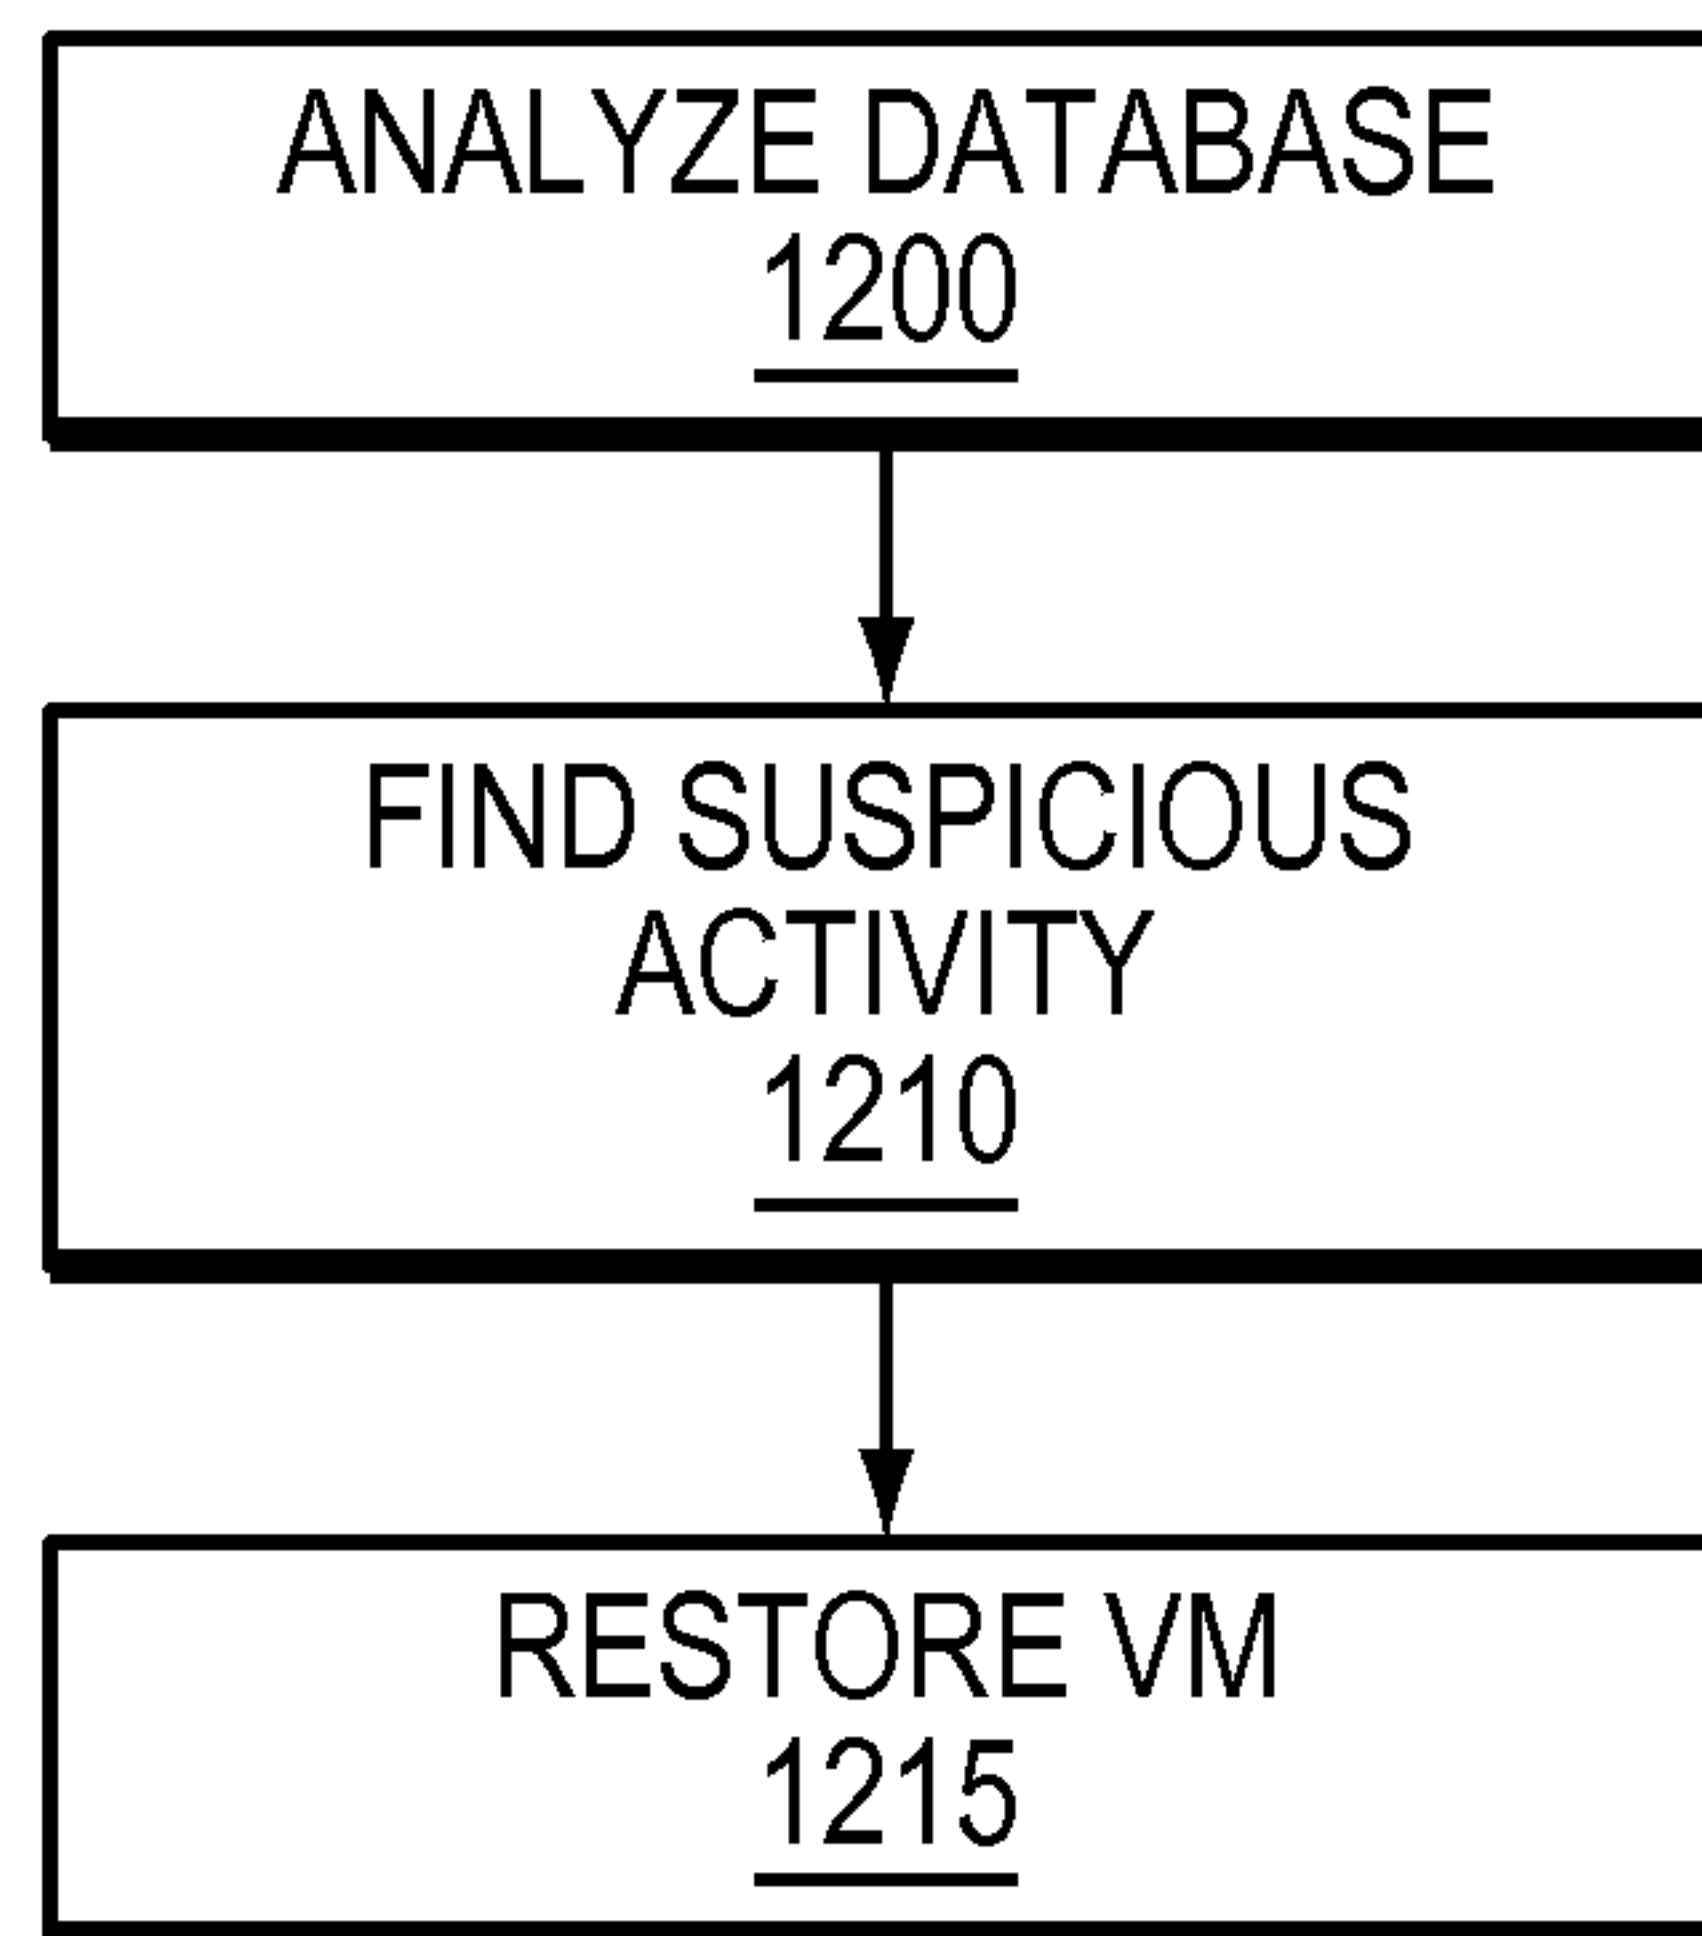 ANALYZE DATABASE
1200
FIND SUSPICIOUS
ACTIVITY
1210
RESTORE VM
1215